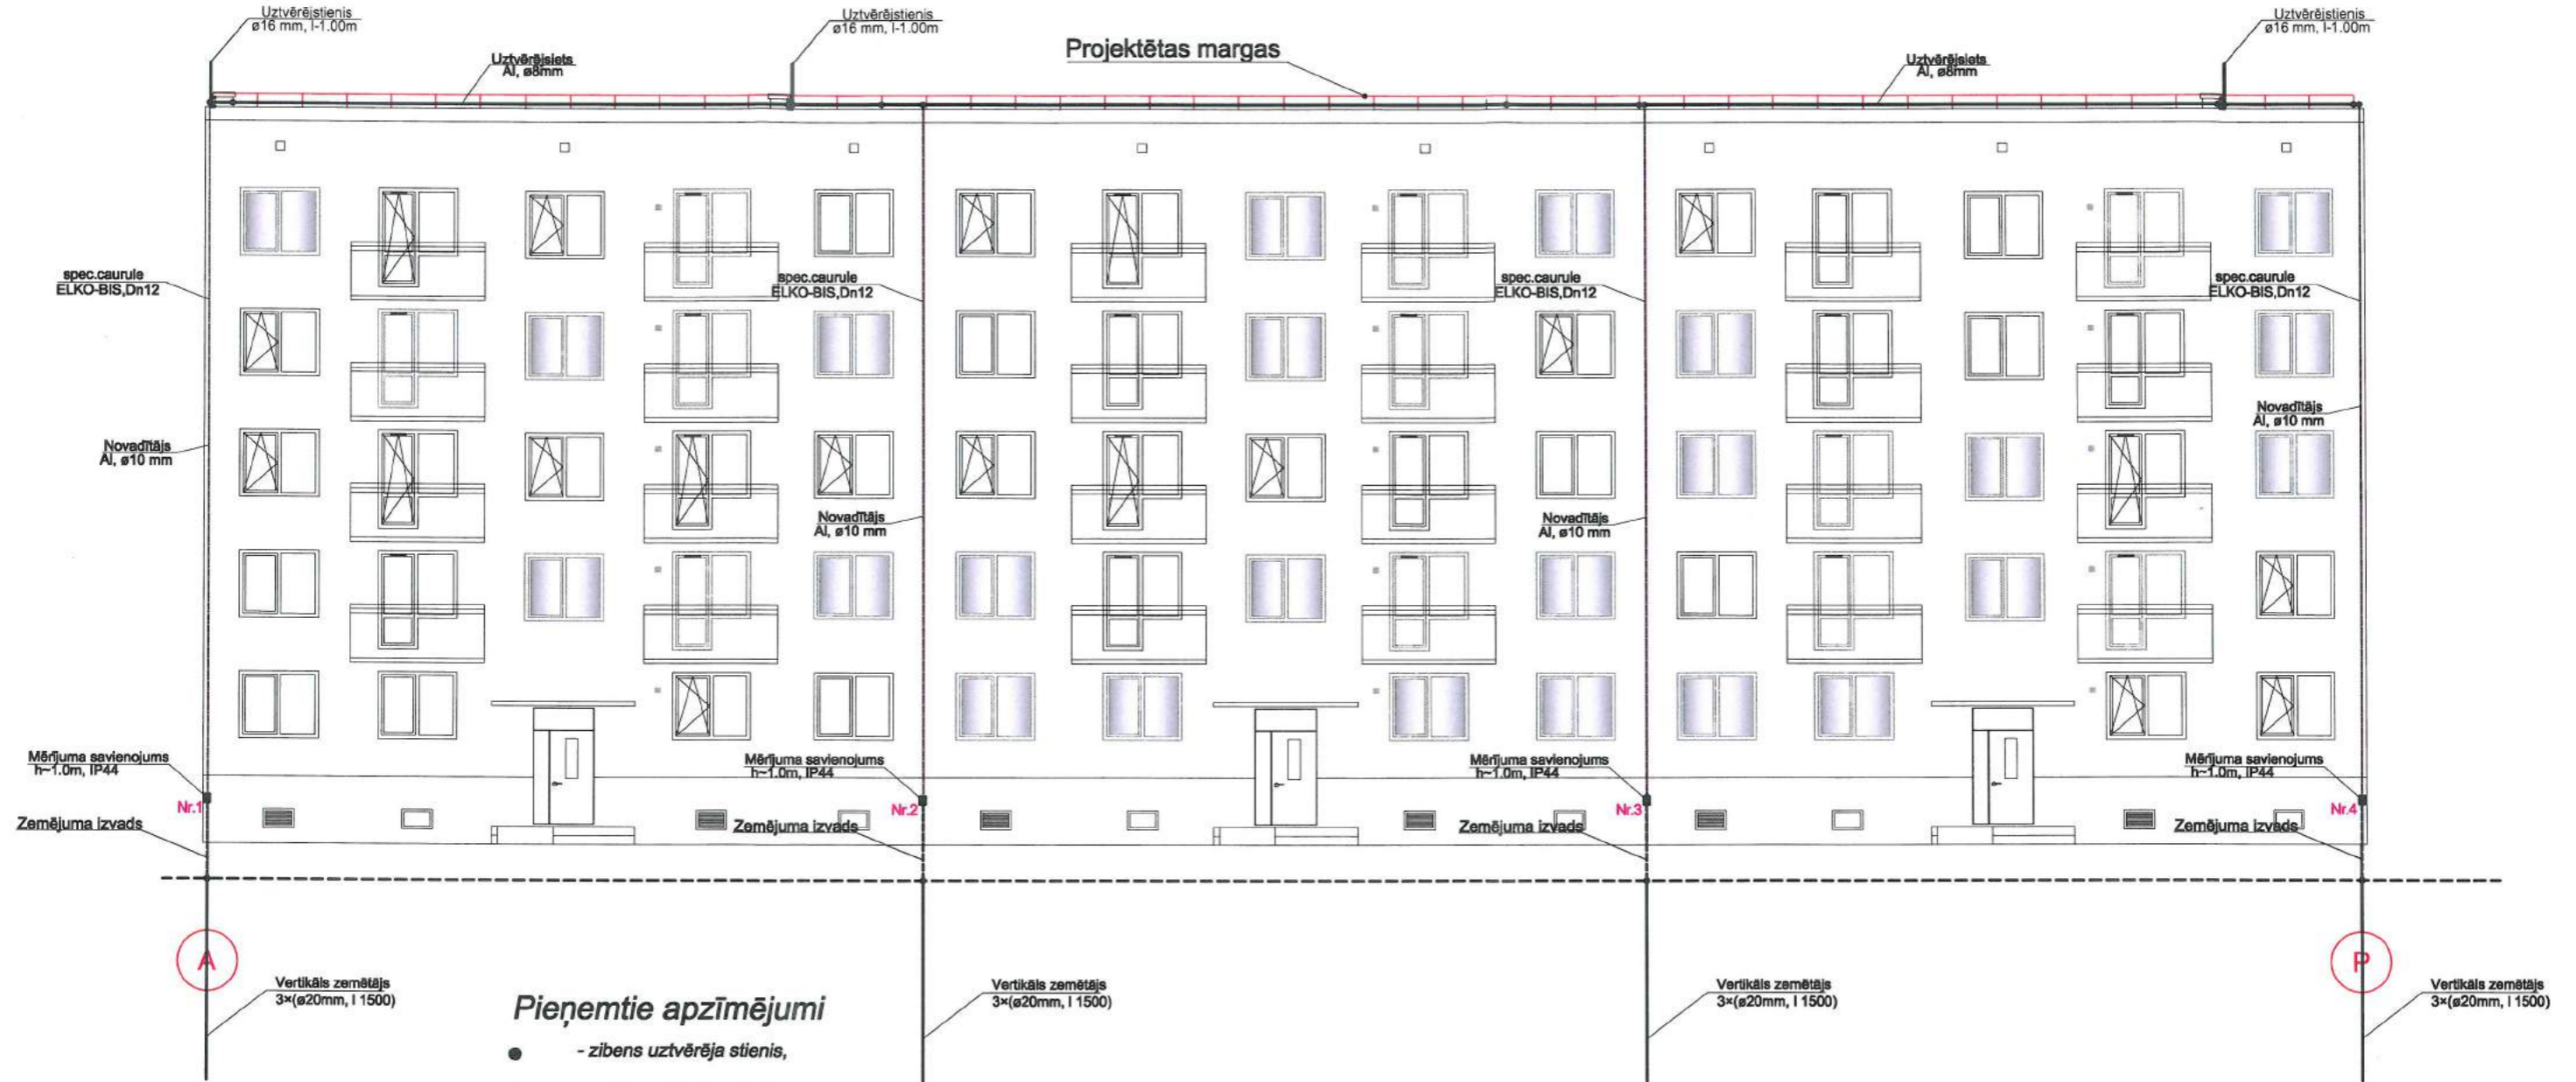 Uztvērējstienis
ø16 mm, l-1.00m
Uztvērējstienis
ø16 mm, l-1.00m
Uztvērējstienis
ø16 mm, l-1.00m
Projektētas margas
Uztvērējsiets
Al, ø8mm
Uztvērējsiets
Al, ø8mm
spec.caurule
ELKO-BIS,Dn12
spec.caurule
ELKO-BIS,Dn12
spec.caurule
ELKO-BIS,Dn12
spec.caurule
ELKO-BIS,Dn12
Novadītājs
Al, ø10 mm
Novadītājs
Al, ø10 mm
Novadītājs
Al, ø10 mm
Novadītājs
Al, ø10 mm
Mērījuma savienojums
h~1.0m, IP44
Mērījuma savienojums
h~1.0m, IP44
Mērījuma savienojums
h~1.0m, IP44
Mērījuma savienojums
h~1.0m, IP44
Nr.1
Nr.2
Nr.3
Nr.4
Zemējuma izvads
Zemējuma izvads
Zemējuma izvads
Zemējuma izvads
A
P
Vertikāls zemētājs
3×(ø20mm, l 1500)
Vertikāls zemētājs
3×(ø20mm, l 1500)
Vertikāls zemētājs
3×(ø20mm, l 1500)
Vertikāls zemētājs
3×(ø20mm, l 1500)
Pieņemtie apzīmējumi
- zibens uztvērēja stienis,